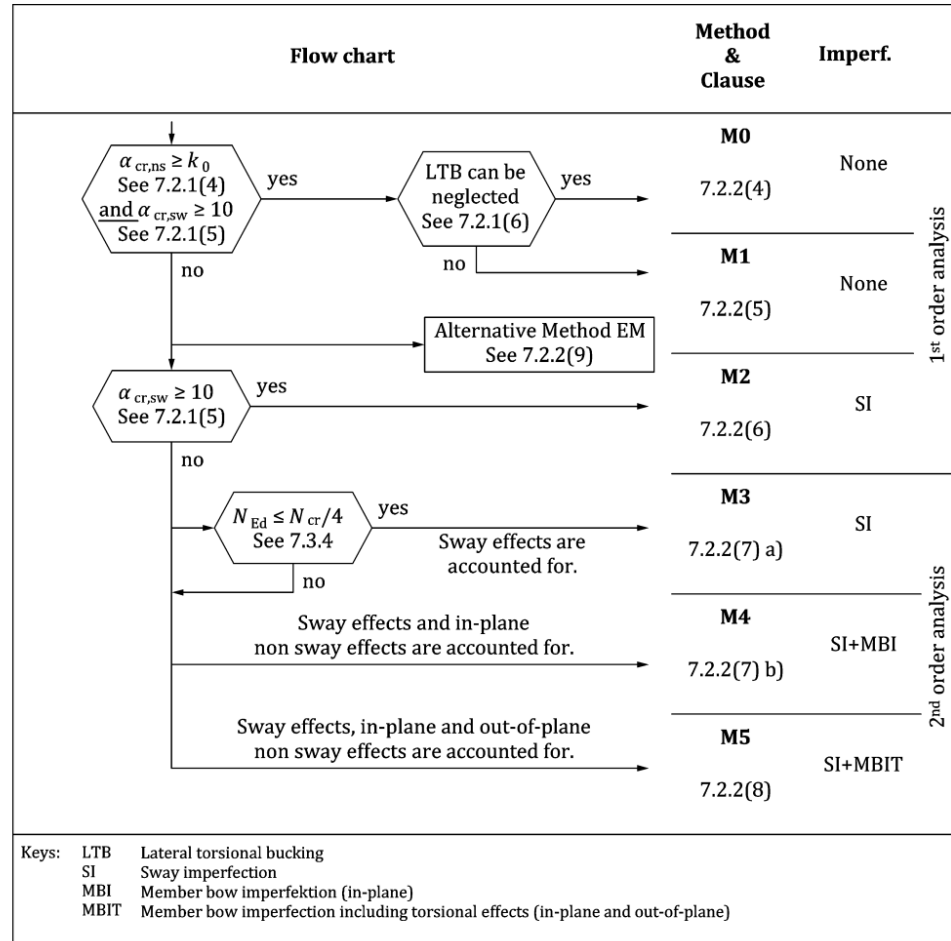 Flow chart
Method
&
Clause
Imperf.
α cr,ns ≥ k 0
See 7.2.1(4)
and α cr,sw ≥ 10
See 7.2.1(5)
yes
LTB can be
neglected
See 7.2.1(6)
yes
M0
7.2.2(4)
None
no
no
M1
7.2.2(5)
None
1st order analysis
Alternative Method EM
See 7.2.2(9)
α cr,sw ≥ 10
See 7.2.1(5)
yes
M2
7.2.2(6)
SI
no
N Ed ≤ N cr/4
See 7.3.4
yes
Sway effects are
accounted for.
M3
7.2.2(7) a)
SI
no
Sway effects and in-plane
non sway effects are accounted for.
M4
7.2.2(7) b)
SI+MBI
2nd order analysis
Sway effects, in-plane and out-of-plane
non sway effects are accounted for.
M5
7.2.2(8)
SI+MBIT
Keys: LTB Lateral torsional bucking
SI Sway imperfection
MBI Member bow imperfektion (in-plane)
MBIT Member bow imperfection including torsional effects (in-plane and out-of-plane)